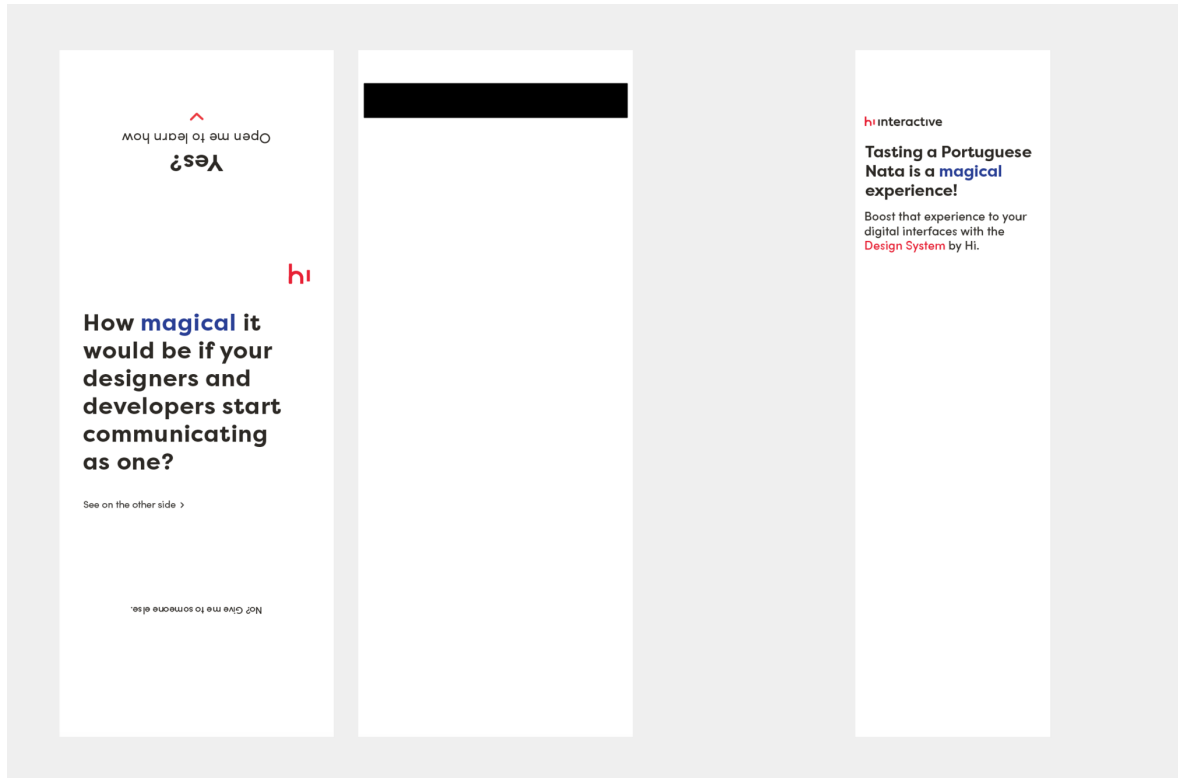 Open me to learn how
Yes?
hi
How magical it
would be if your
designers and
developers start
communicating
as one?
See on the other side >
No? Give me to someone else.
hi interactive
Tasting a Portuguese
Nata is a magical
experience!
Boost that experience to your
digital interfaces with the
Design System by Hi.